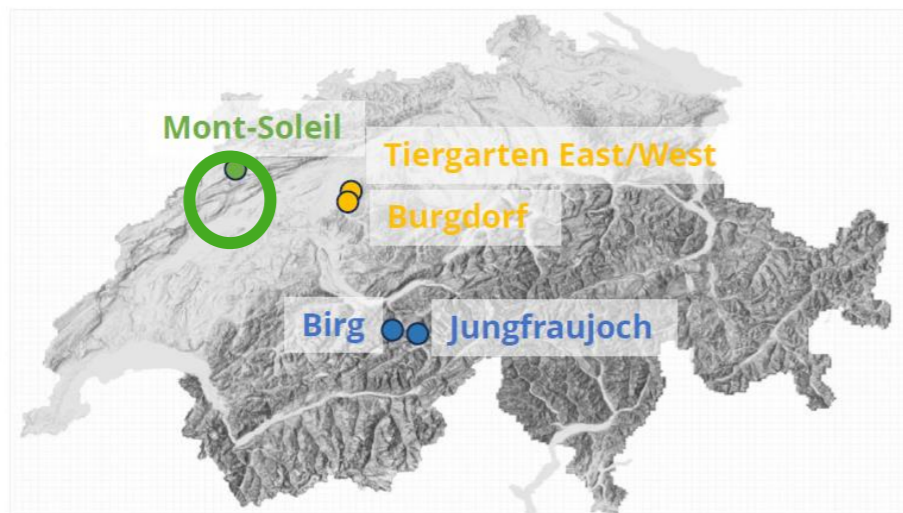 Mont-Soleil
Tiergarten East/West
Burgdorf
Birg
Jungfraujoch